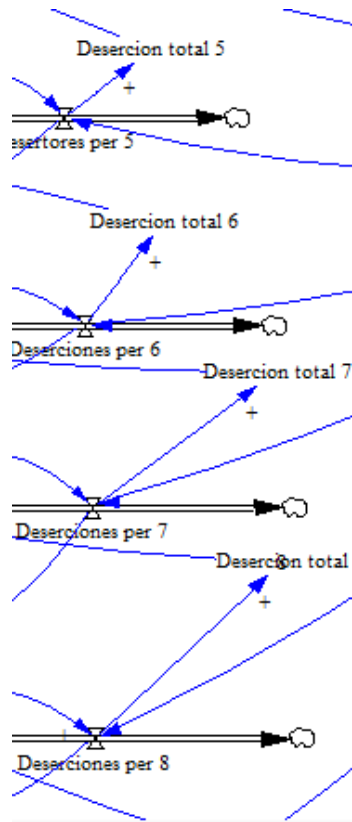 Desercion total 5
+
esertores per 5
Desercion total 6
+
Deserciones per 6
Desercion total 7
+
Deserciones per 7
Desercion total
8
+
Deserciones per 8